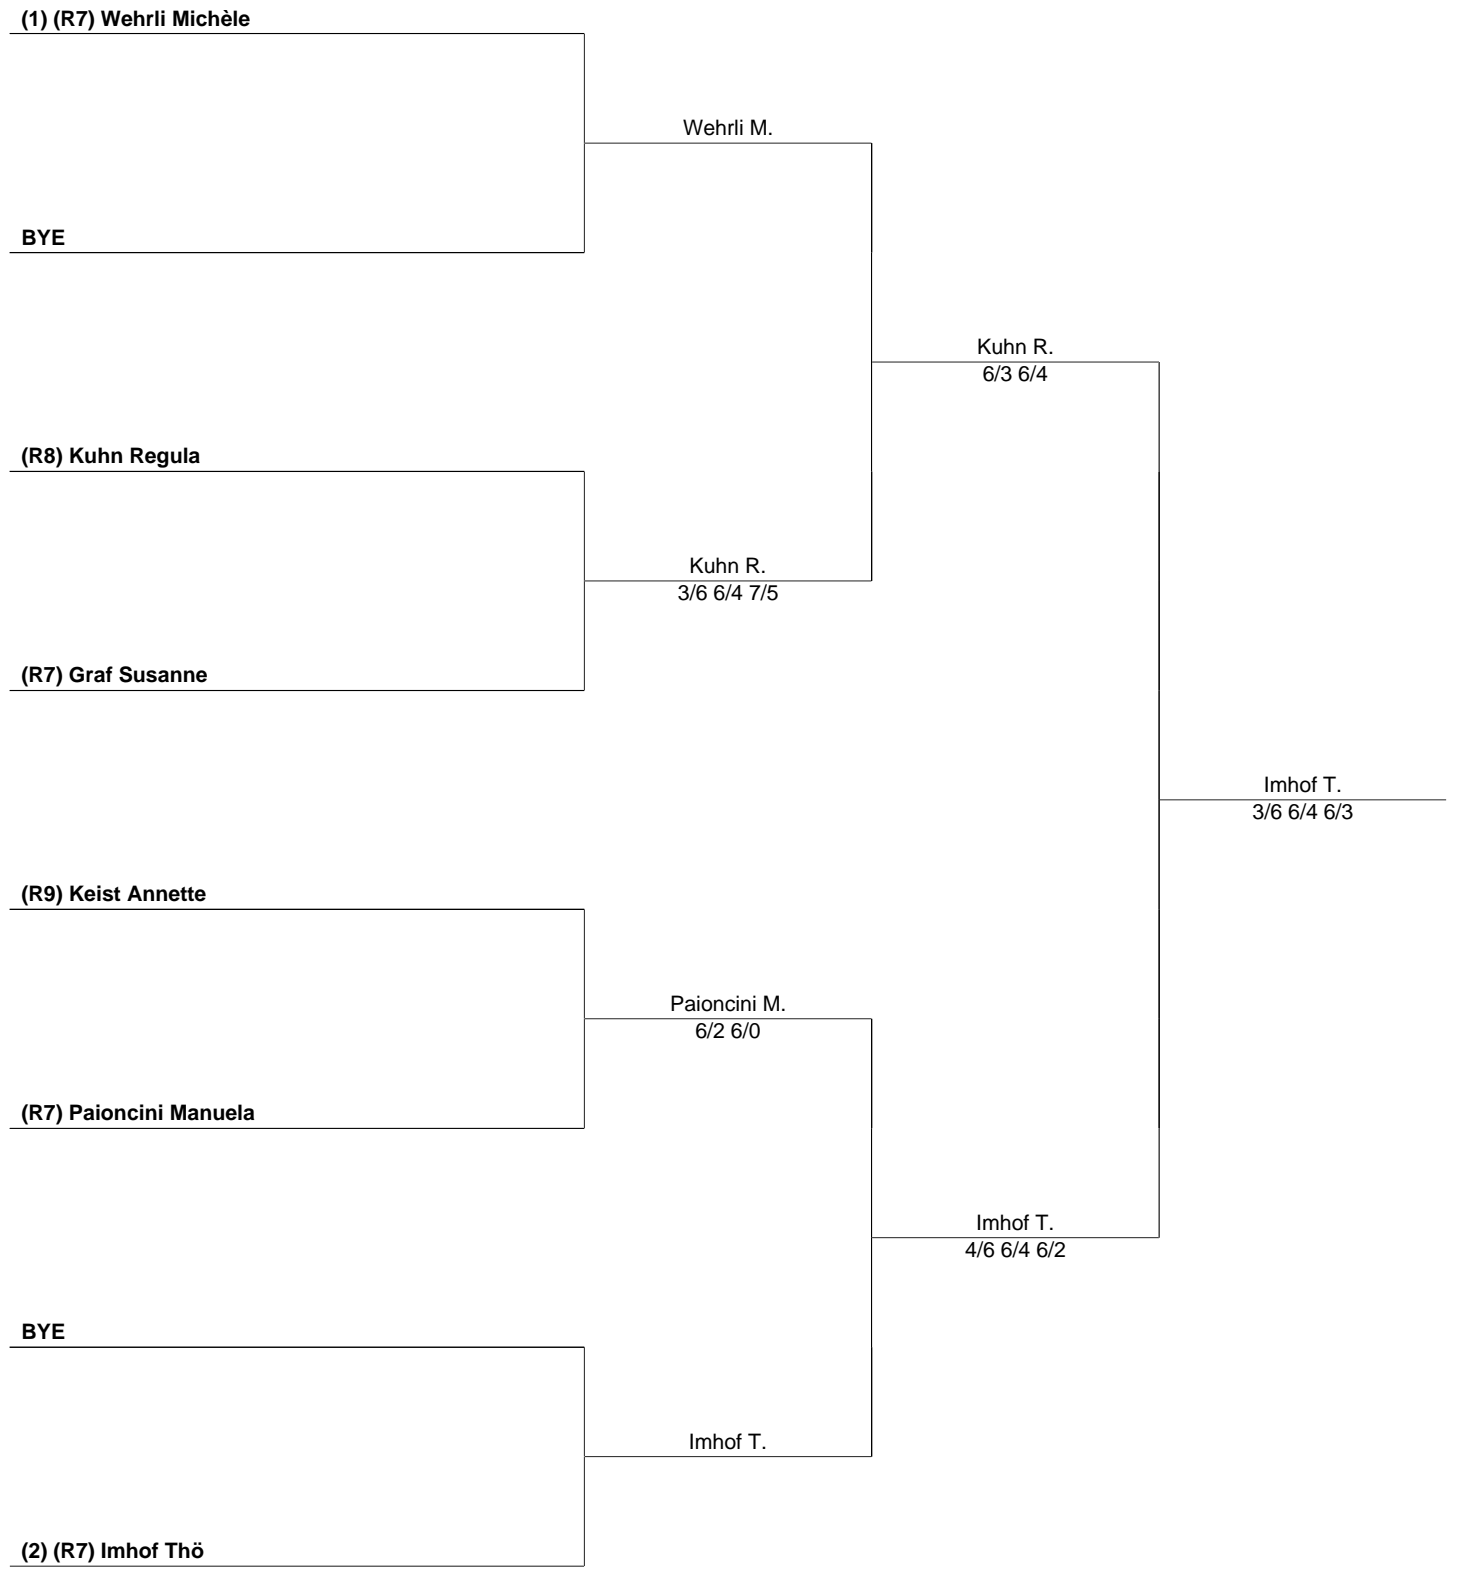 (1) (R7) Wehrli Michèle
Wehrli M.
BYE
Kuhn R.
6/3 6/4
(R8) Kuhn Regula
Kuhn R.
3/6 6/4 7/5
(R7) Graf Susanne
Imhof T.
3/6 6/4 6/3
(R9) Keist Annette
Paioncini M.
6/2 6/0
(R7) Paioncini Manuela
Imhof T.
4/6 6/4 6/2
BYE
Imhof T.
(2) (R7) Imhof Thö